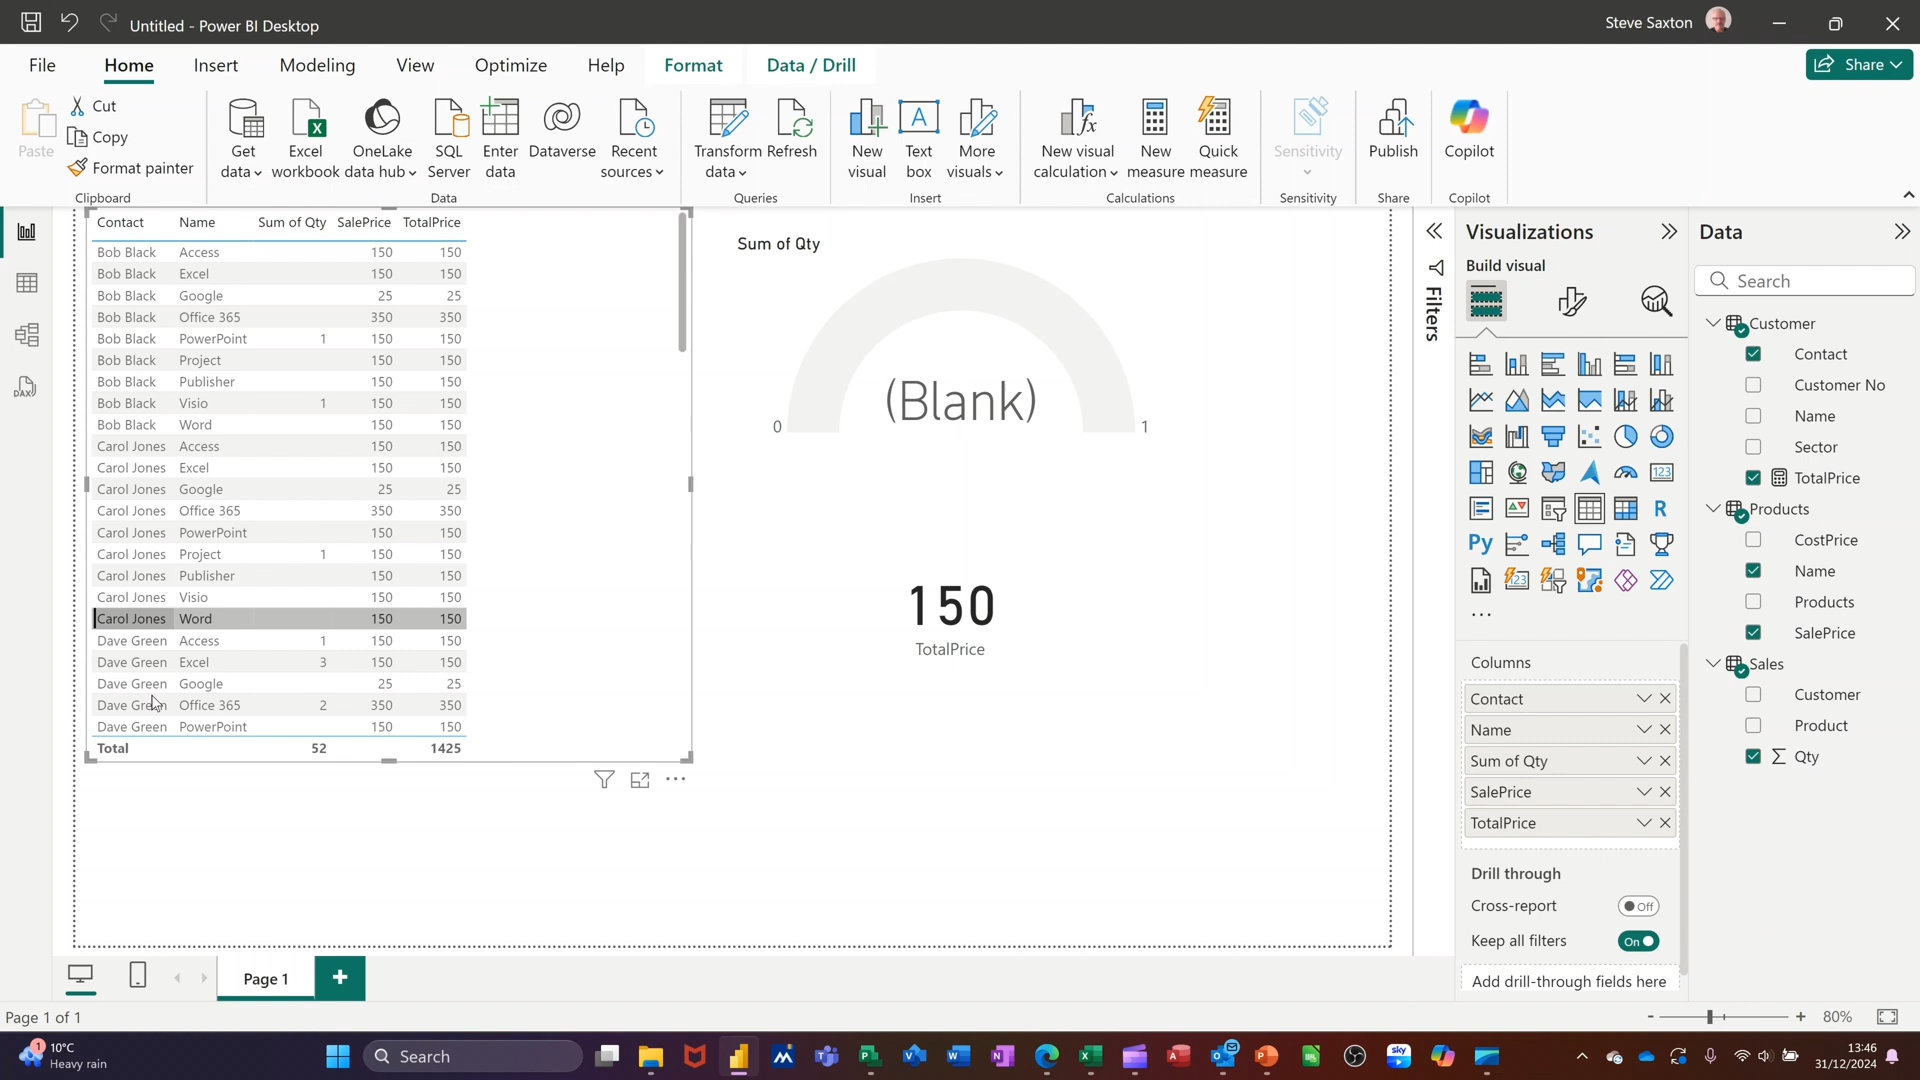 Untitled - Power BI Desktop
Steve Saxton
File Home Insert Modeling View Optimize Help Format Data / Drill
Share
Paste
Cut
Copy
Format painter
Clipboard
Get data
Excel workbook
OneLake data hub
SQL Server
Enter data
Dataverse
Recent sources
Data
Transform data
Refresh
Queries
New visual
A
Text box
More visuals
Insert
New visual calculation
New measure
Quick measure
Calculations
Sensitivity
Sensitivity
Publish
Share
Copilot
Copilot
DAX
Contact Name Sum of Qty SalePrice TotalPrice
Bob Black Access 150 150
Bob Black Excel 150 150
Bob Black Google 25 25
Bob Black Office 365 350 350
Bob Black PowerPoint 1 150 150
Bob Black Project 150 150
Bob Black Publisher 150 150
Bob Black Visio 1 150 150
Bob Black Word 150 150
Carol Jones Access 150 150
Carol Jones Excel 150 150
Carol Jones Google 25 25
Carol Jones Office 365 350 350
Carol Jones PowerPoint 150 150
Carol Jones Project 1 150 150
Carol Jones Publisher 150 150
Carol Jones Visio 150 150
Carol Jones Word 150 150
Dave Green Access 1 150 150
Dave Green Excel 3 150 150
Dave Green Google 25 25
Dave Green Office 365 2 350 350
Dave Green PowerPoint 150 150
Total 52 1425
Sum of Qty
(Blank)
0 1
150
TotalPrice
Filters
Visualizations
Build visual
123
R
Py
123
Columns
Contact
Name
Sum of Qty
SalePrice
TotalPrice
Drill through
Cross-report Off
Keep all filters On
Add drill-through fields here
Data
Search
Customer
Contact
Customer No
Name
Sector
TotalPrice
Products
CostPrice
Name
Products
SalePrice
Sales
Customer
Product
Σ Qty
Page 1
+
Page 1 of 1
- + 80%
1
10°C
Heavy rain
Search
sky
13:46
31/12/2024